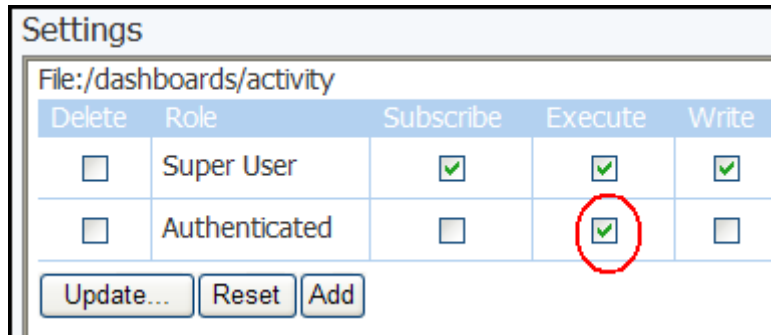 Settings
File:/dashboards/activity
Delete Role Subscribe Execute Write
Super User
Authenticated
Update... Reset Add